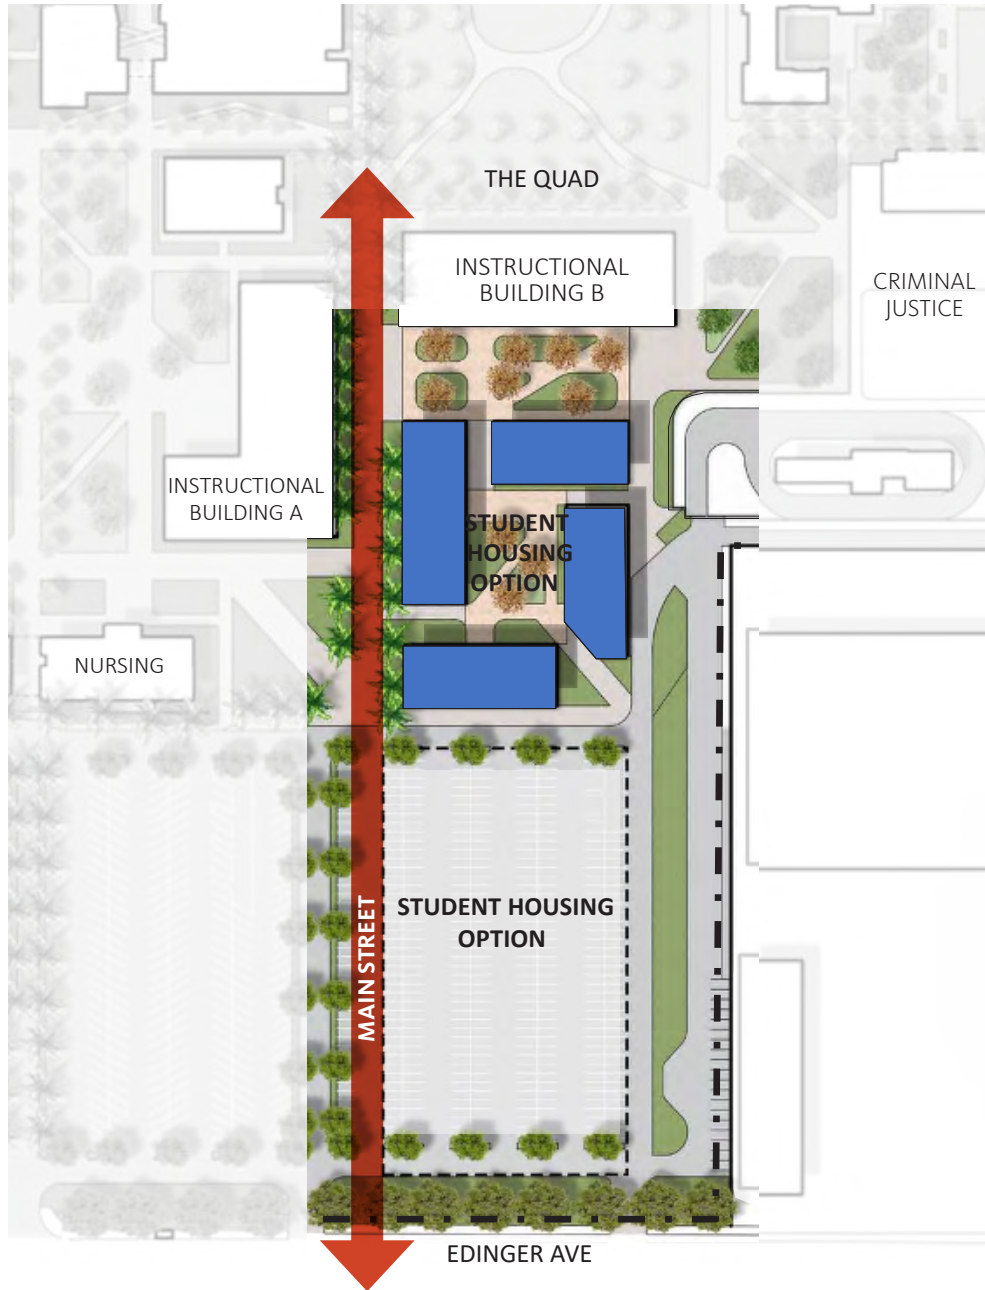 THE QUAD
INSTRUCTIONAL
BUILDING B
CRIMINAL
JUSTICE
INSTRUCTIONAL
BUILDING A
STUDENT
HOUSING
OPTION
NURSING
STUDENT HOUSING
OPTION
MAIN STREET
EDINGER AVE